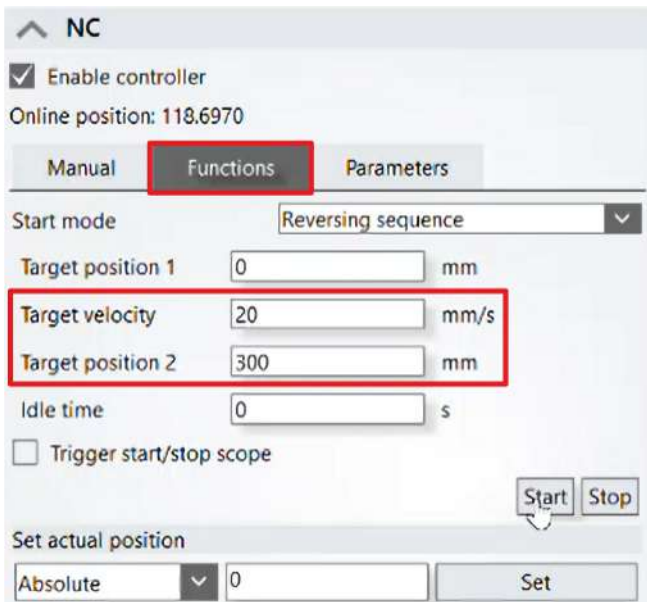 NC
Enable controller
Online position: 118.6970
Manual Functions Parameters
Start mode Reversing sequence
Target position 1 0 mm
Target velocity 20 mm/s
Target position 2 300 mm
Idle time 0 s
Trigger start/stop scope
Start Stop
Set actual position
Absolute 0 Set